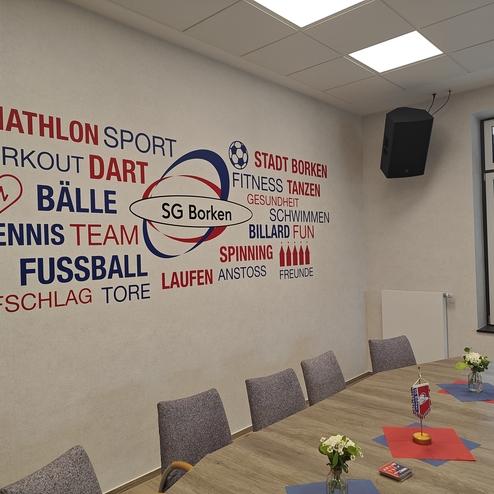 IATHLON SPORT
RKOUT DART
BÄLLE
ENNIS TEAM
FUSSBALL
FSCHLAG TORE
SG Borken
STADT BORKEN
FITNESS TANZEN
GESUNDHEIT
SCHWIMMEN
BILLARD FUN
SPINNING
LAUFEN ANSTOSS
FREUNDE